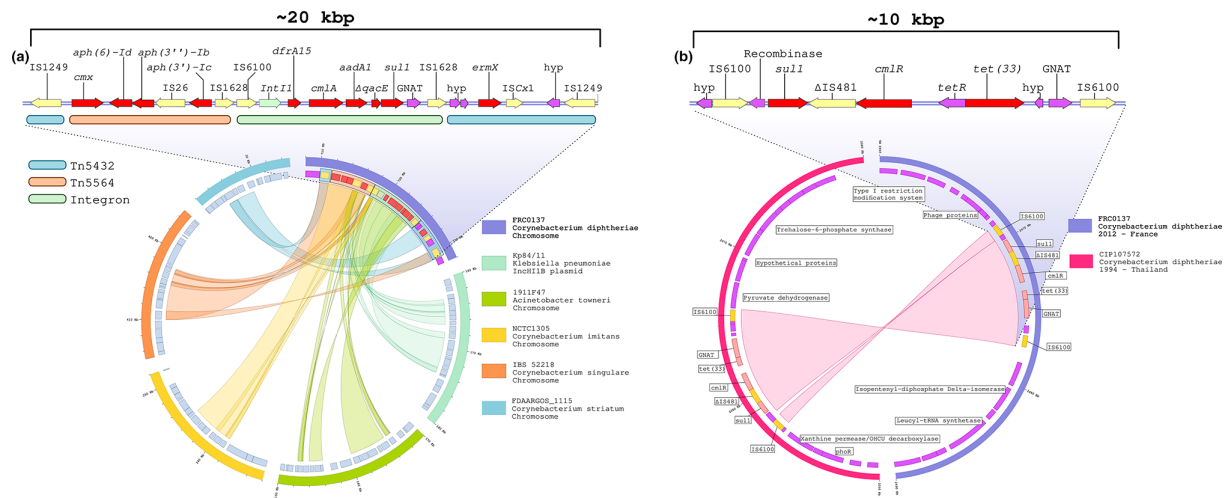 ~20 kbp
(a)
aph(6)-Id
aph(3'')-Ib
dfrA15
IS1249
cmx
aph(3')-Ic
IS26
IS1628
IS6100
IntI1
cmlA
aadA1
ΔqacE
sul1
GNAT
IS1628
hyp
ermX
ISCx1
hyp
IS1249
Tn5432
Tn5564
Integron
FRC0137
Corynebacterium diphtheriae
Chromosome
Kp84/11
Klebsiella pneumoniae
IncHI1B plasmid
1911F47
Acinetobacter towneri
Chromosome
NCTC1305
Corynebacterium imitans
Chromosome
IBS 52218
Corynebacterium singulare
Chromosome
FDAARGOS_1115
Corynebacterium striatum
Chromosome
~10 kbp
(b)
Recombinase
IS6100
sul1
cmlR
tet(33)
GNAT
hyp
ΔIS481
tetR
hyp
IS6100
Type I restriction
modification system
Phage proteins
IS6100
Trehalose-6-phosphate synthase
sul1
ΔIS481
Hypothetical proteins
cmlR
tet(33)
Pyruvate dehydrogenase
GNAT
IS6100
IS6100
GNAT
tet(33)
cmlR
Isopentenyl-diphosphate Delta-isomerase
ΔIS481
sul1
Leucyl-tRNA synthetase
IS6100
Xanthine permease/OHCU decarboxylase
phoR
FRC0137
Corynebacterium diphtheriae
2012 - France
CIP107572
Corynebacterium diphtheriae
1994 - Thailand